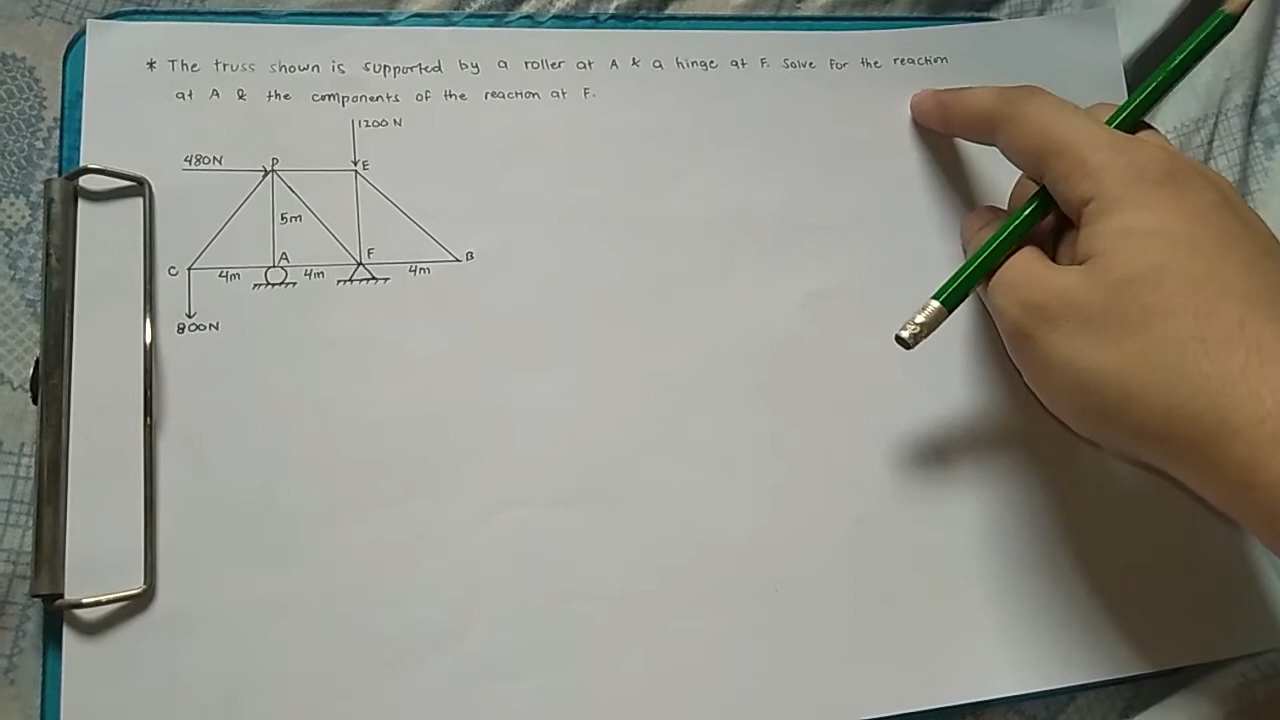 * The truss shown is supported by a roller at A & a hinge at F. Solve for the reaction
at A & the components of the reaction at F.
1200 N
480N
D
E
5m
A
F
B
C
4m
4m
4m
800N